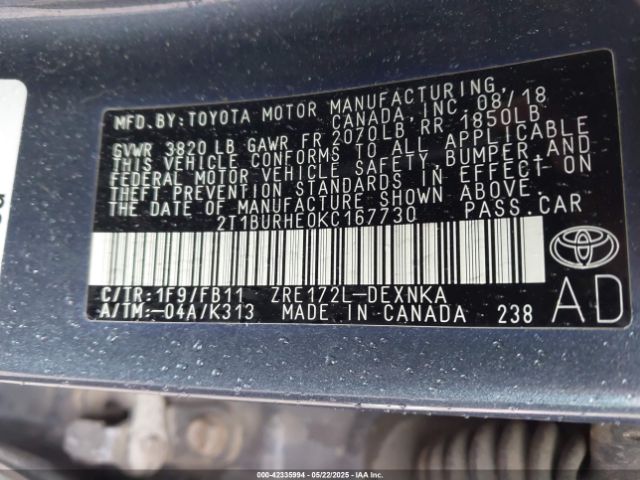 MFD.BY:TOYOTA MOTOR MANUFACTURING,
CANADA,INC. 08/18
GVWR 3820 LB GAWR FR 2070LB RR 1850LB
THIS VEHICLE CONFORMS TO ALL APPLICABLE
FEDERAL MOTOR VEHICLE SAFETY, BUMPER, AND
THEFT PREVENTION STANDARDS IN EFFECT ON
THE DATE OF MANUFACTURE SHOWN ABOVE.
2T1BURHE0KC167730 PASS.CAR
C/TR:1F9/FB11 ZRE172L-DEXNKA
A/TM:-04A/K313 MADE IN CANADA 238
TOYOTA
AD
000-42335994 05/22/2025 IAAI.COM